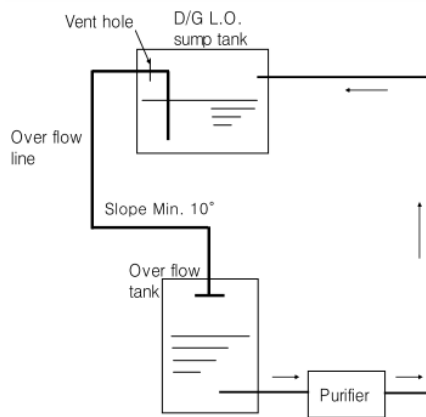 Vent hole
D/G L.O.
sump tank
Over flow
line
Slope Min. 10°
Over flow
tank
Purifier